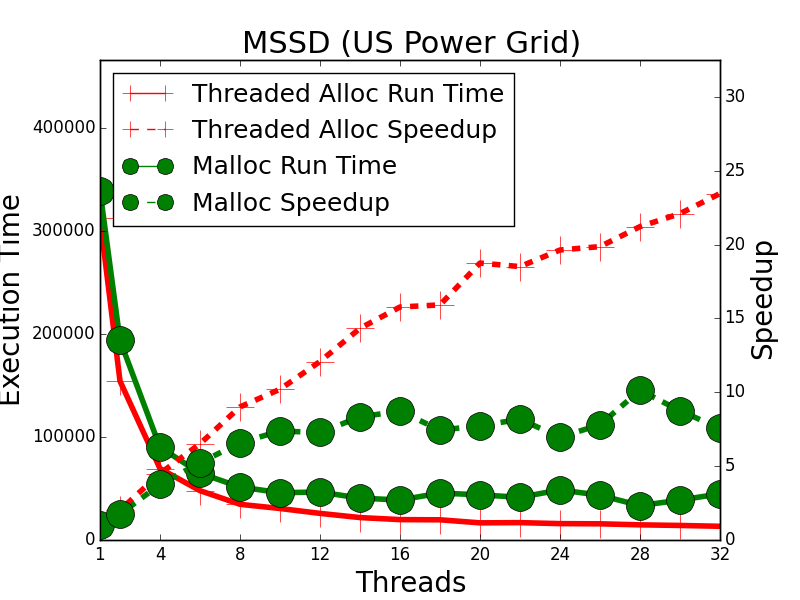 MSSD (US Power Grid)
Threaded Alloc Run Time
Threaded Alloc Speedup
Malloc Run Time
Malloc Speedup
Execution Time
400000
300000
200000
100000
0
Speedup
30
25
20
15
10
5
0
1 4 8 12 16 20 24 28 32
Threads